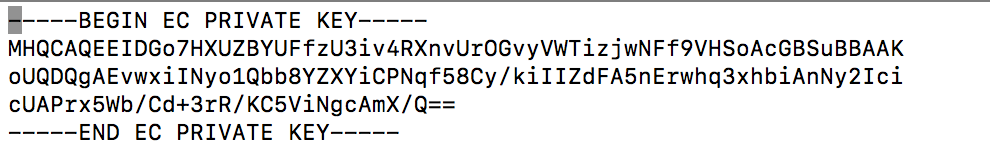 -----BEGIN EC PRIVATE KEY-----
MHQCAQEEIDGo7HXUZBYUFfzU3iv4RXnvUrOGvyVWTizjwNFf9VHSoAcGBSuBBAAK
oUQDQgAEvwxiINyo1Qbb8YZXYiCPNqf58Cy/kiIIZdFA5nErwhq3xhbiAnNy2Ici
cUAPrx5Wb/Cd+3rR/KC5ViNgcAmX/Q==
-----END EC PRIVATE KEY-----